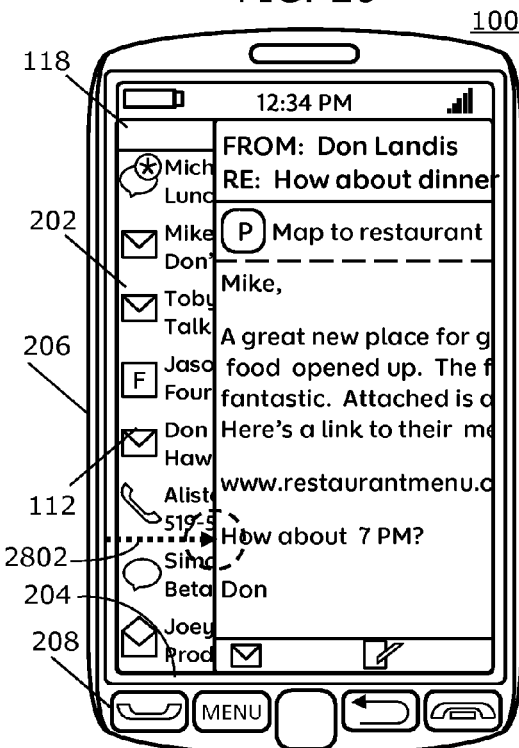 100
118
12:34 PM
FROM: Don Landis
RE: How about dinner
Mich
Lunc
P Map to restaurant
202
Mike
Don'
Mike,
Toby
Talk
A great new place for g
206
Jaso
food opened up. The f
F
Four
fantastic. Attached is a
Don
Here's a link to their me
Haw
112
www.restaurantmenu.c
Alist
519-5
How about 7 PM?
2802
Simo
Beta
Don
204
Joey
Prod
208
MENU